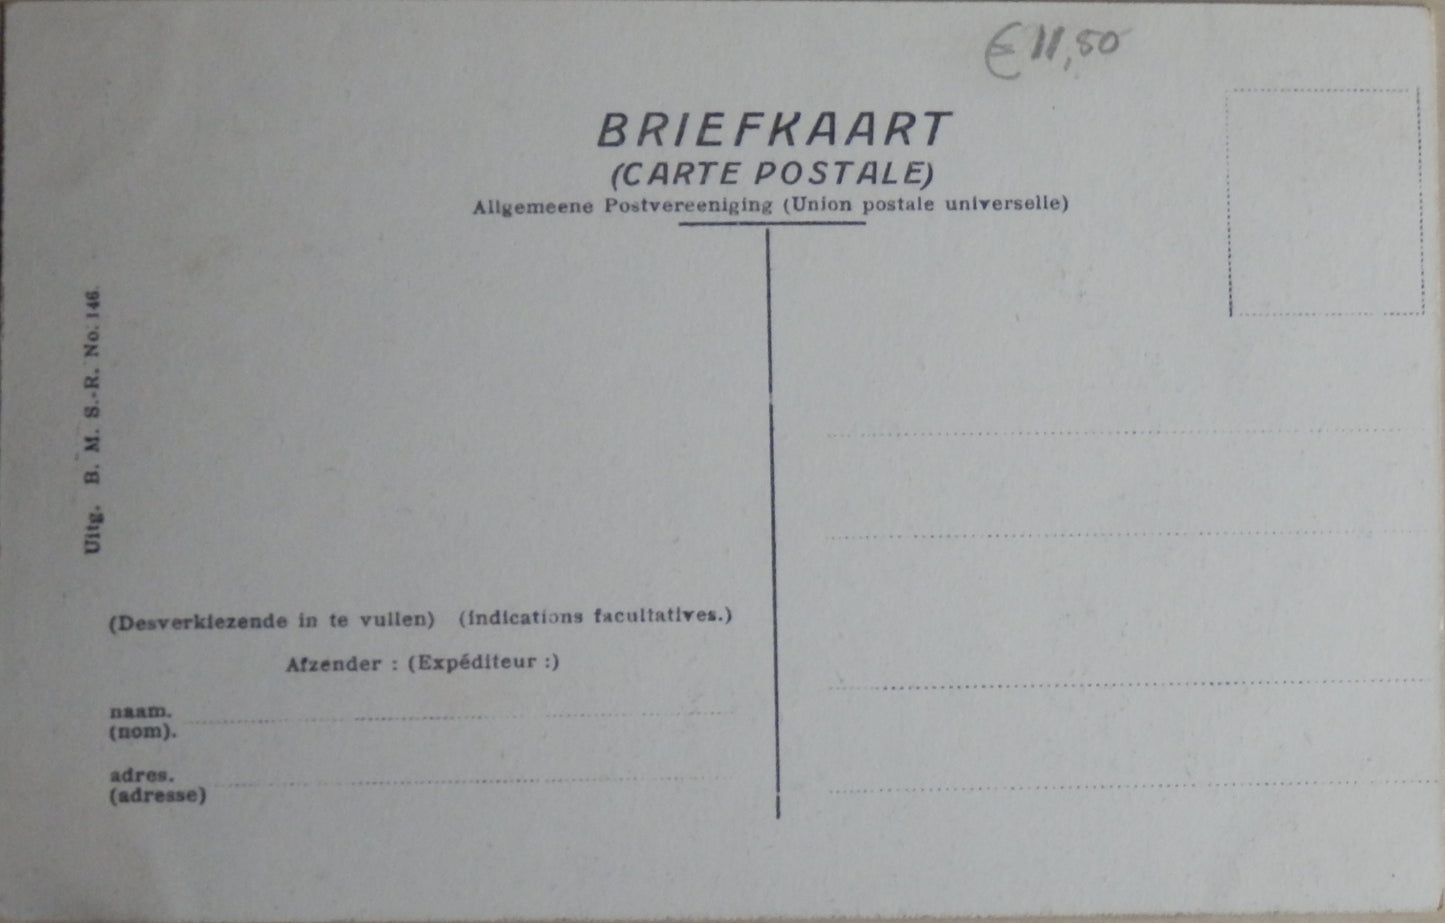 € 11,50
BRIEFKAART
(CARTE POSTALE)
Allgemeene Postvereeniging (Union postale universelle)
Uitg. B. M. S.-R. No. 146.
(Desverkiezende in te vullen) (indications facultatives.)
Afzender : (Expéditeur :)
naam.
(nom).
adres.
(adresse)